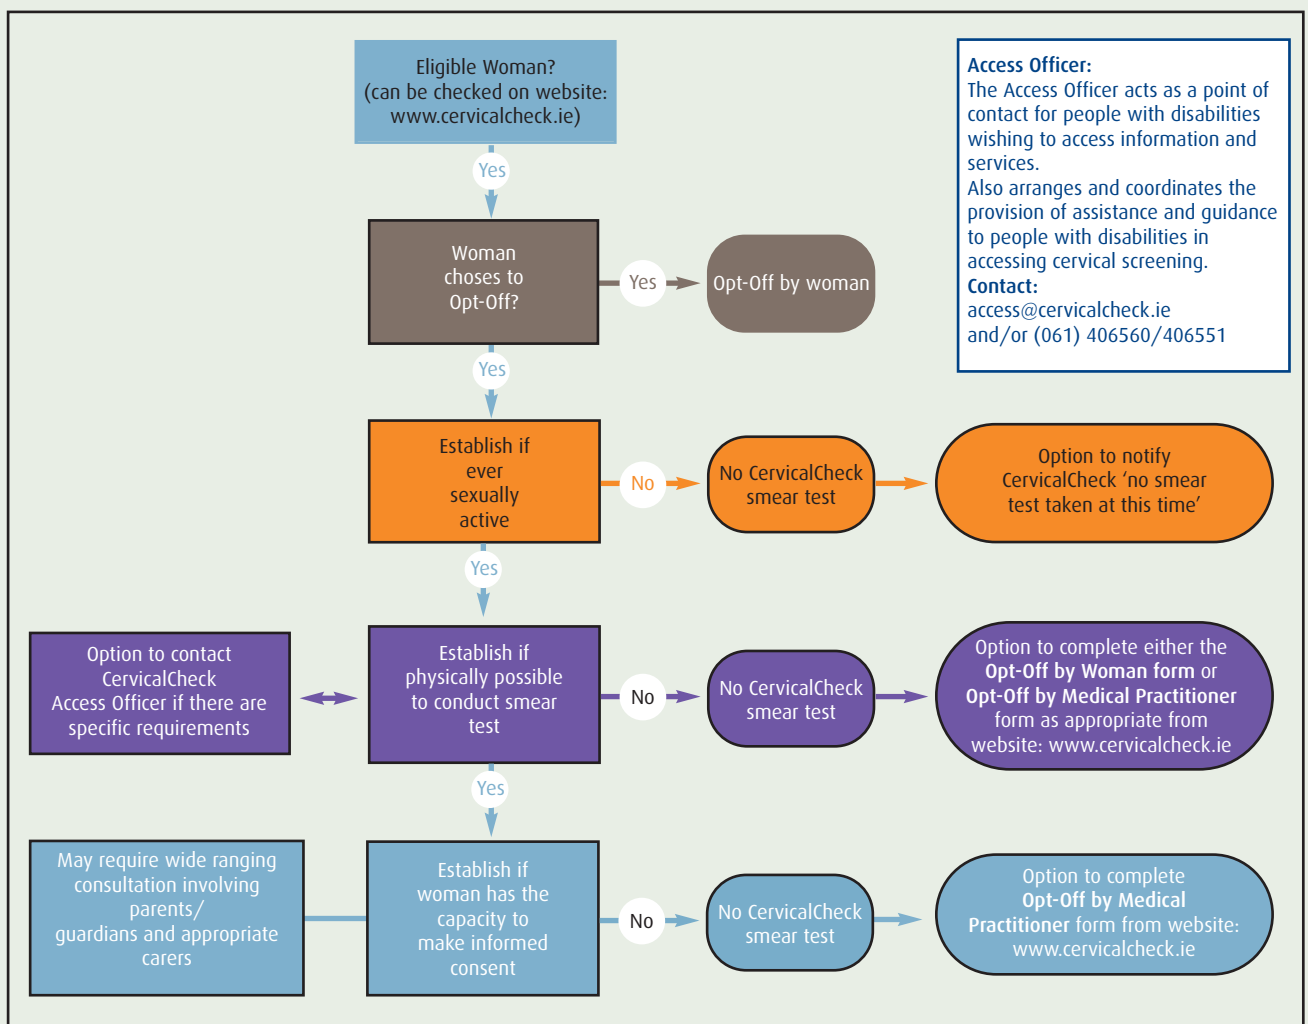 Eligible Woman?
(can be checked on website:
www.cervicalcheck.ie)
Access Officer:
The Access Officer acts as a point of
contact for people with disabilities
wishing to access information and
services.
Also arranges and coordinates the
provision of assistance and guidance
to people with disabilities in
accessing cervical screening.
Contact:
access@cervicalcheck.ie
and/or (061) 406560/406551
Yes
Woman
choses to
Opt-Off?
Yes
Opt-Off by woman
Yes
Establish if
ever
sexually
active
No
No CervicalCheck
smear test
Option to notify
CervicalCheck ‘no smear
test taken at this time’
Yes
Option to contact
CervicalCheck
Access Officer if there are
specific requirements
Establish if
physically possible
to conduct smear
test
No
No CervicalCheck
smear test
Option to complete either the
Opt-Off by Woman form or
Opt-Off by Medical Practitioner
form as appropriate from
website: www.cervicalcheck.ie
Yes
May require wide ranging
consultation involving
parents/
guardians and appropriate
carers
Establish if
woman has the
capacity to
make informed
consent
No
No CervicalCheck
smear test
Option to complete
Opt-Off by Medical
Practitioner form from website:
www.cervicalcheck.ie